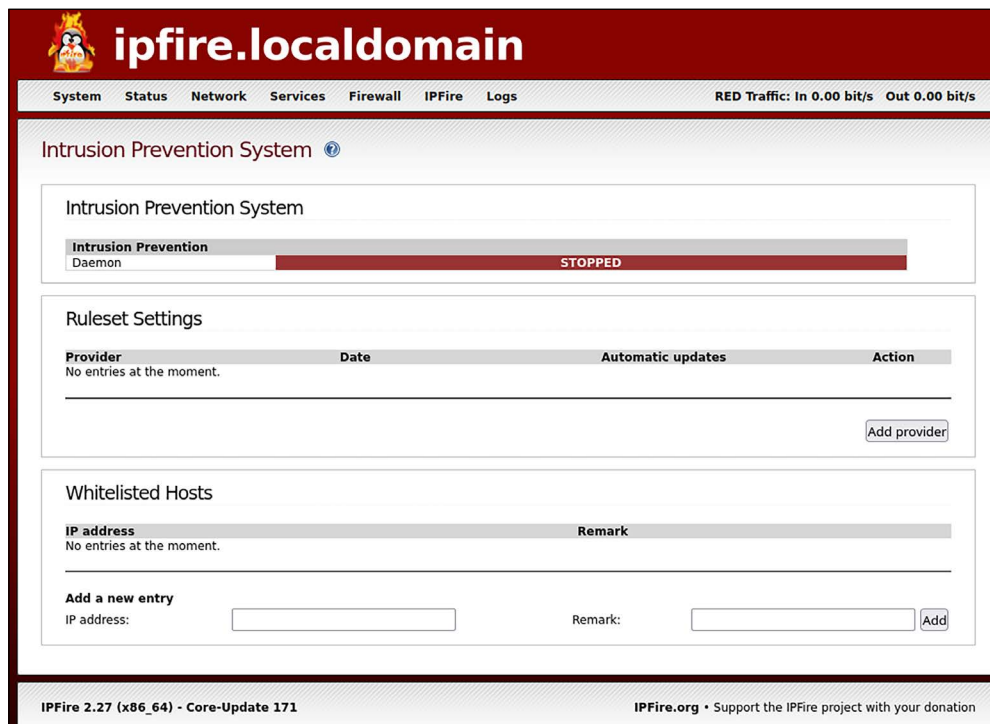 ipfire.localdomain
System Status Network Services Firewall IPFire Logs RED Traffic: In 0.00 bit/s Out 0.00 bit/s
Intrusion Prevention System
Intrusion Prevention System
Intrusion Prevention
Daemon STOPPED
Ruleset Settings
Provider Date Automatic updates Action
No entries at the moment.
Add provider
Whitelisted Hosts
IP address Remark
No entries at the moment.
Add a new entry
IP address: Remark: Add
IPFire 2.27 (x86_64) - Core-Update 171 IPFire.org • Support the IPFire project with your donation